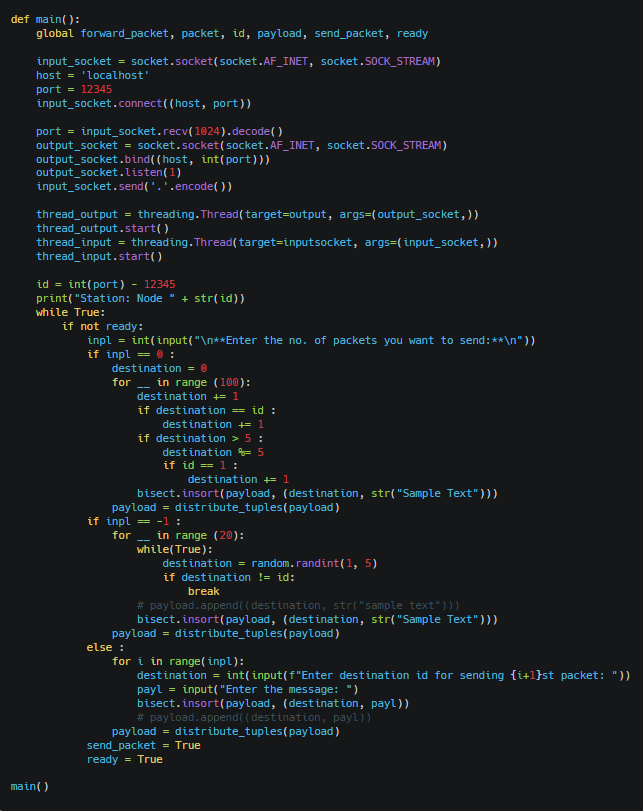 def main():
    global forward_packet, packet, id, payload, send_packet, ready

    input_socket = socket.socket(socket.AF_INET, socket.SOCK_STREAM)
    host = 'localhost'
    port = 12345
    input_socket.connect((host, port))

    port = input_socket.recv(1024).decode()
    output_socket = socket.socket(socket.AF_INET, socket.SOCK_STREAM)
    output_socket.bind((host, int(port)))
    output_socket.listen(1)
    input_socket.send('.'.encode())

    thread_output = threading.Thread(target=output, args=(output_socket,))
    thread_output.start()
    thread_input = threading.Thread(target=inputsocket, args=(input_socket,))
    thread_input.start()

    id = int(port) - 12345
    print("Station: Node " + str(id))
    while True:
        if not ready:
            inpl = int(input("\n**Enter the no. of packets you want to send:**\n"))
            if inpl == 0 :
                destination = 0
                for __ in range (100):
                    destination += 1
                    if destination == id :
                        destination += 1
                    if destination > 5 :
                        destination %= 5
                        if id == 1 :
                            destination += 1
                    bisect.insort(payload, (destination, str("Sample Text")))
                payload = distribute_tuples(payload)
            if inpl == -1 :
                for __ in range (20):
                    while(True):
                        destination = random.randint(1, 5)
                        if destination != id:
                            break
                    # payload.append((destination, str("sample text")))
                    bisect.insort(payload, (destination, str("Sample Text")))
                payload = distribute_tuples(payload)
            else :
                for i in range(inpl):
                    destination = int(input(f"Enter destination id for sending {i+1}st packet: "))
                    payl = input("Enter the message: ")
                    bisect.insort(payload, (destination, payl))
                    # payload.append((destination, payl))
                payload = distribute_tuples(payload)
            send_packet = True
            ready = True

main()